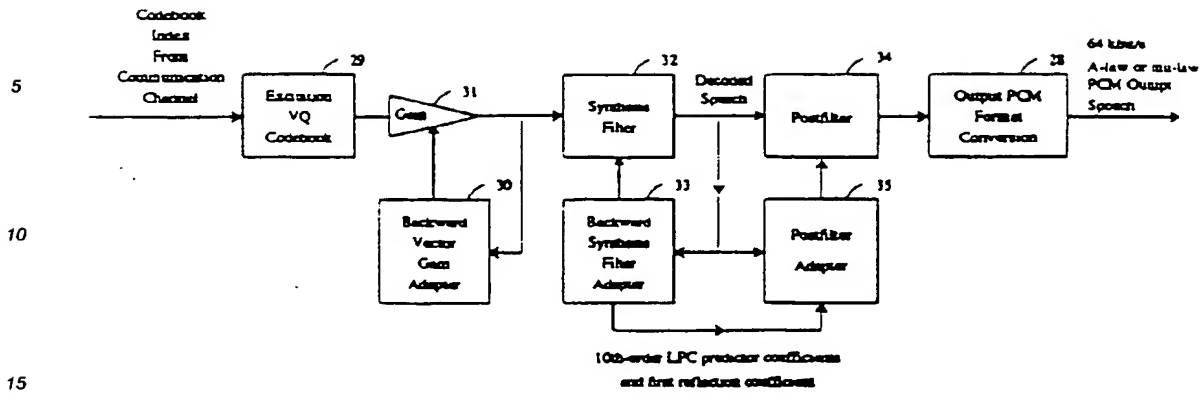 Codebook
Index
From
Communication
Channel
5
29
Excitation
VQ
Codebook
31
Gain
30
Backward
Vector
Gain
Adapter
32
Synthesis
Filter
33
Backward
Synthesis
Filter
Adapter
Decoded
Speech
34
Postfilter
35
Postfilter
Adapter
28
Output PCM
Format
Conversion
64 kbit/s
A-law or mu-law
PCM Output
Speech
10
10th-order LPC predictor coefficients
and first reflection coefficient
15